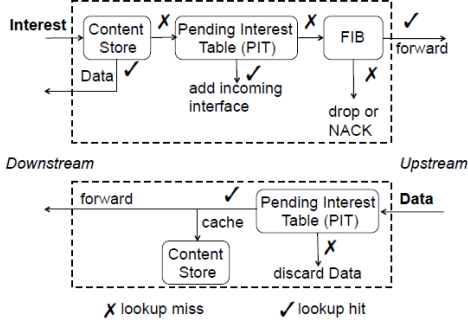 Interest
Content
Store
✗
Pending Interest
Table (PIT)
✗
FIB
✓
forward
Data
✓
✓
add incoming
interface
✗
drop or
NACK
Downstream
Upstream
forward
✓
cache
Pending Interest
Table (PIT)
Data
Content
Store
✗
discard Data
✗ lookup miss
✓ lookup hit